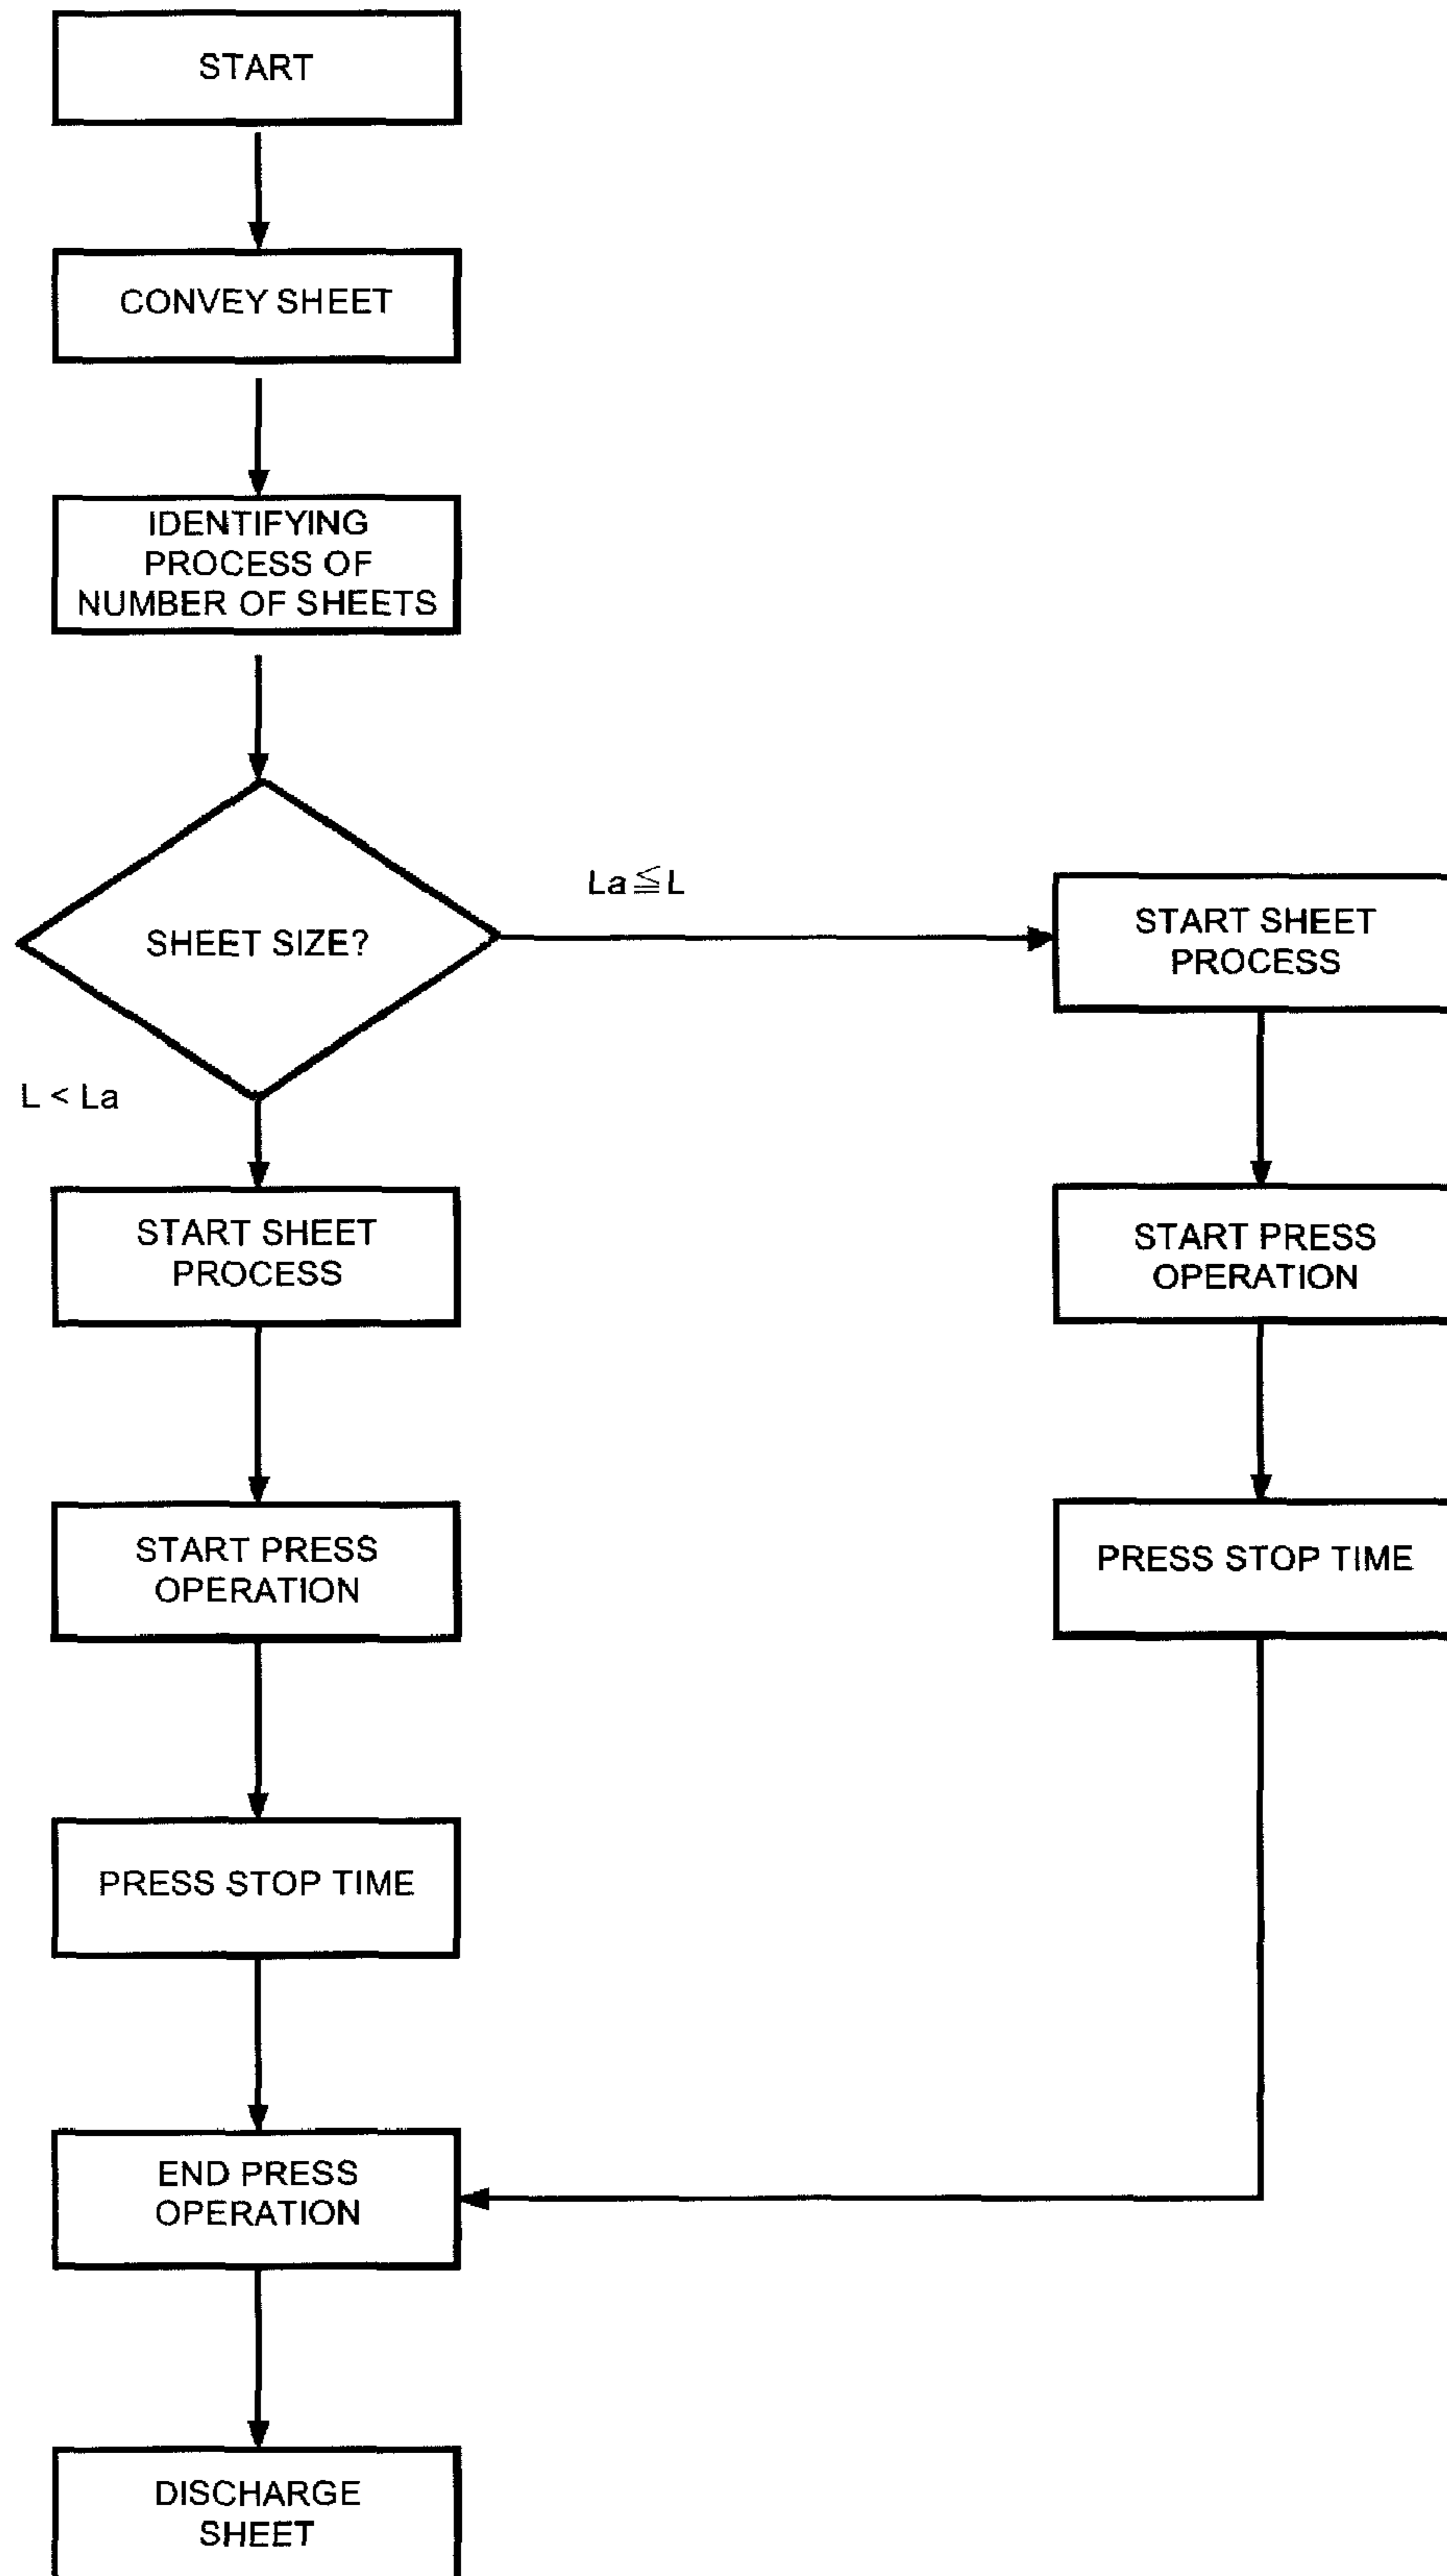 START
CONVEY SHEET
IDENTIFYING
PROCESS OF
NUMBER OF SHEETS
SHEET SIZE?
La≦L
L < La
START SHEET
PROCESS
START PRESS
OPERATION
PRESS STOP TIME
START SHEET
PROCESS
START PRESS
OPERATION
PRESS STOP TIME
END PRESS
OPERATION
DISCHARGE
SHEET